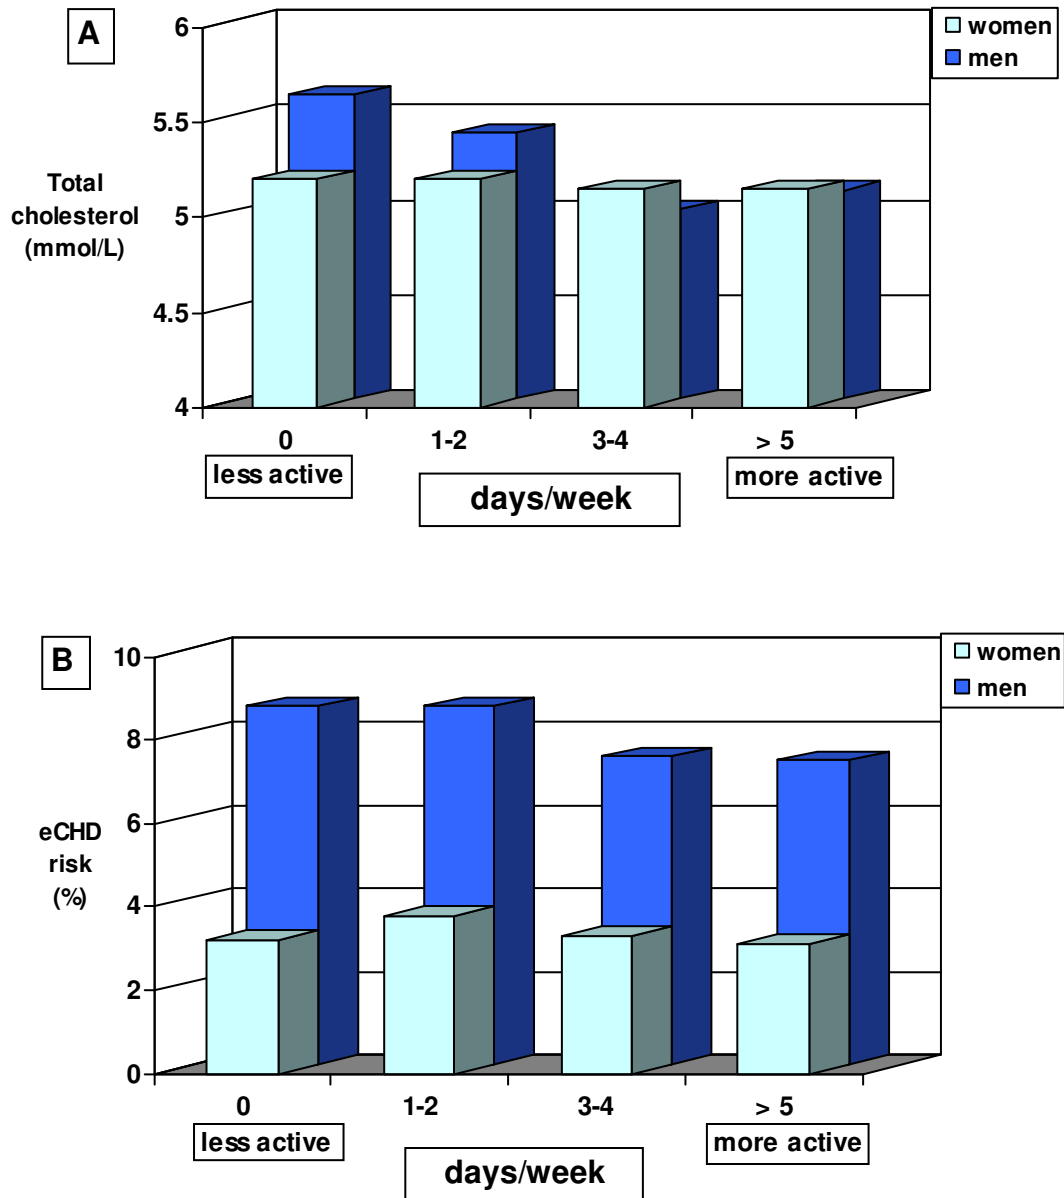 A
women
men
6
5.5
5
4.5
4
Total
cholesterol
(mmol/L)
0
1-2
3-4
> 5
less active
more active
days/week
B
women
men
10
8
6
4
2
0
eCHD
risk
(%)
0
1-2
3-4
> 5
less active
more active
days/week